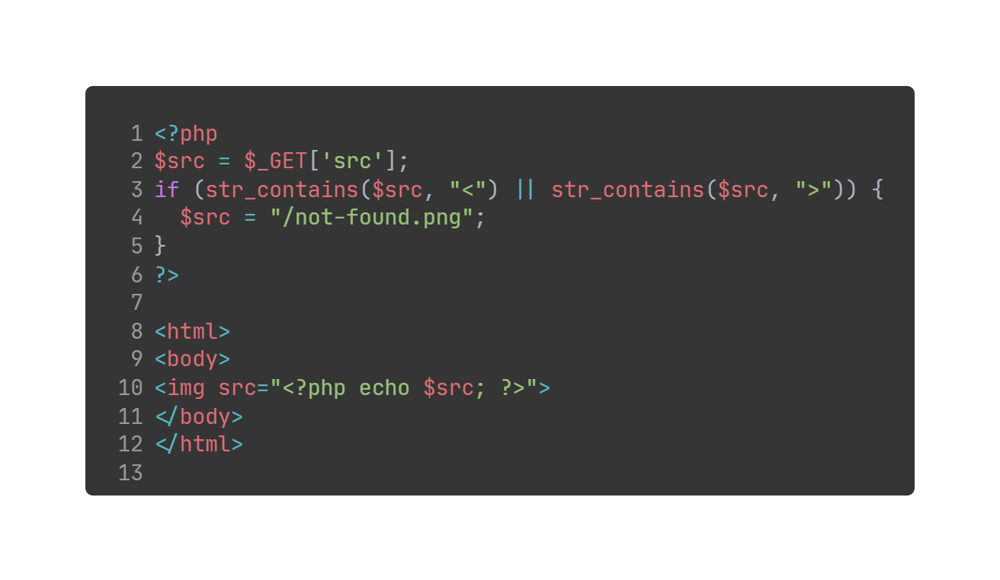 1 <?php
2 $src = $_GET['src'];
3 if (str_contains($src, "<") || str_contains($src, ">")) {
4   $src = "/not-found.png";
5 }
6 ?>
7
8 <html>
9 <body>
10 <img src="<?php echo $src; ?>">
11 </body>
12 </html>
13